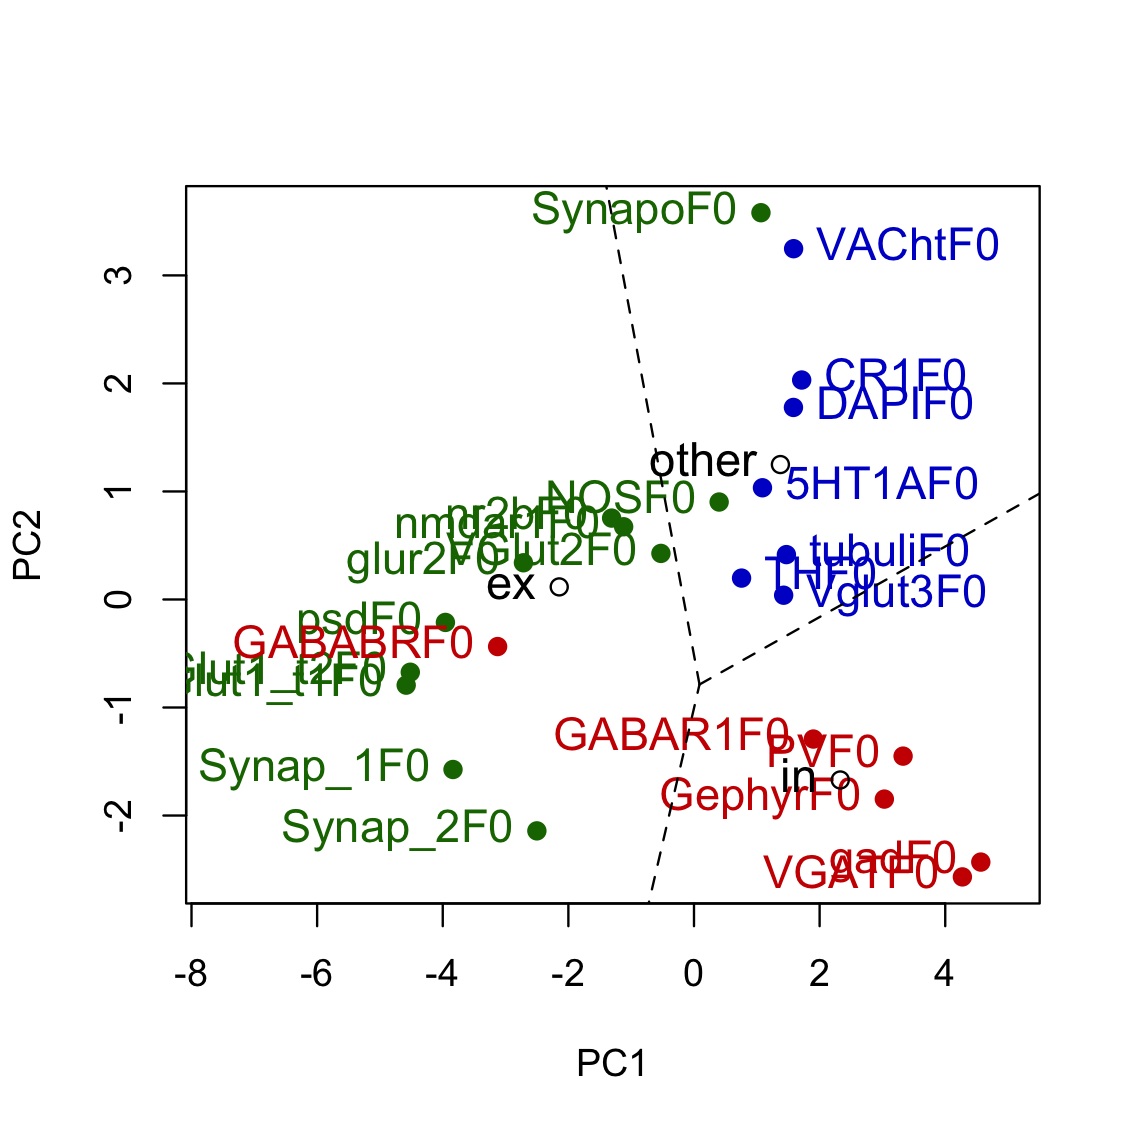 SynapoF0
VAChtF0
CR1F0
DAPIF0
other
5HT1AF0
NOSF0
nr2bF0
nmdar1F0
VGlut2F0
tubuliF0
glur2F0
THF0
ex
Vglut3F0
psdF0
GABABRF0
Glut1_t2F0
lut1_t1F0
GABAR1F0
PVF0
Synap_1F0
in
GephyrF0
Synap_2F0
gadF0
VGATF0
3
2
1
0
-1
-2
PC2
-8 -6 -4 -2 0 2 4
PC1